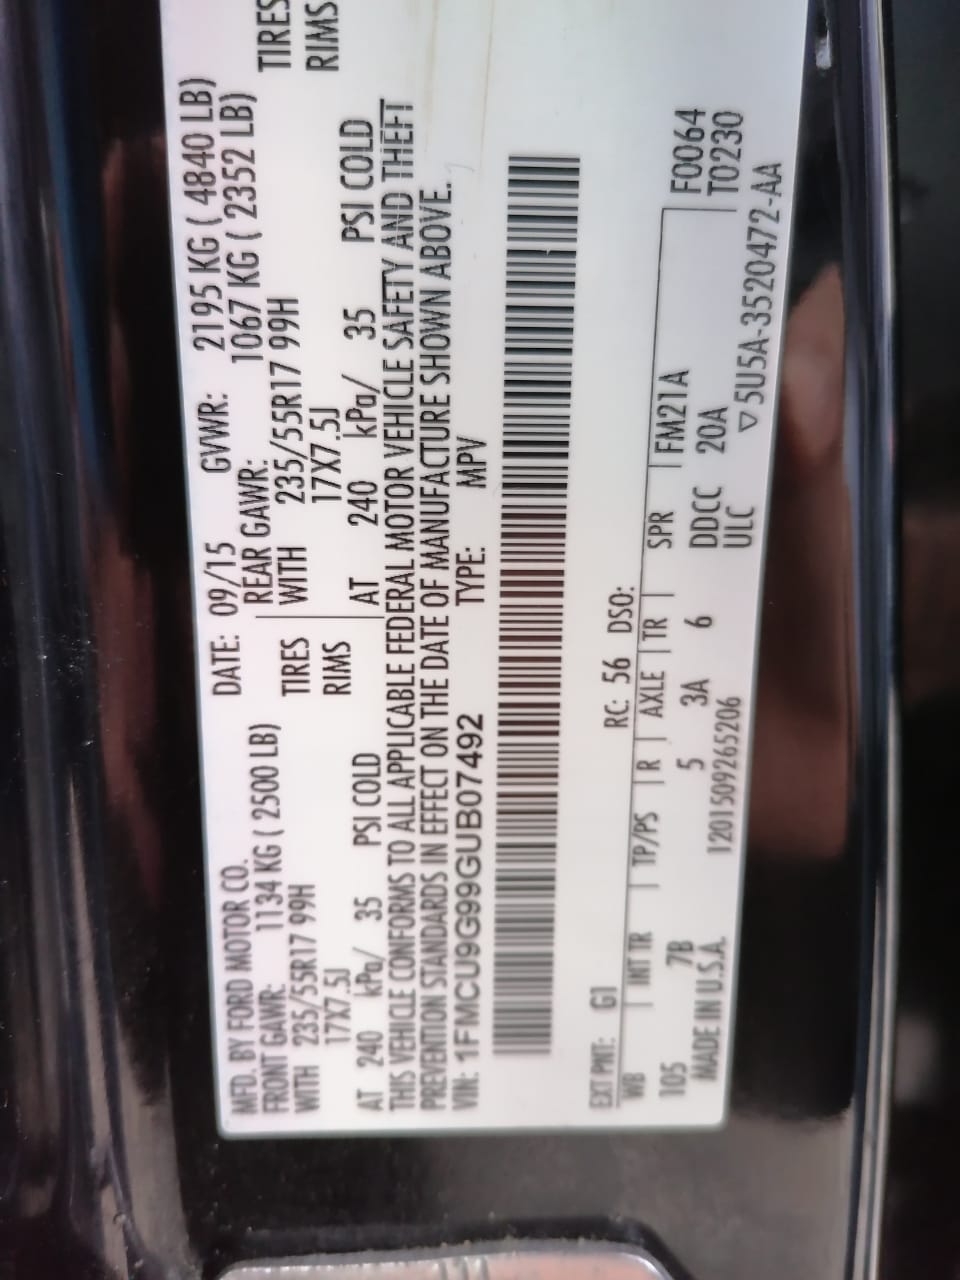 MFD. BY FORD MOTOR CO. DATE: 09/15 GVWR: 2195 KG ( 4840 LB)
FRONT GAWR: 1134 KG ( 2500 LB) REAR GAWR: 1067 KG ( 2352 LB)
WITH 235/55R17 99H TIRES WITH 235/55R17 99H TIRES
17X7.5J RIMS 17X7.5J RIMS
AT 240 kPa/ 35 PSI COLD AT 240 kPa/ 35 PSI COLD
THIS VEHICLE CONFORMS TO ALL APPLICABLE FEDERAL MOTOR VEHICLE SAFETY AND THEFT
PREVENTION STANDARDS IN EFFECT ON THE DATE OF MANUFACTURE SHOWN ABOVE.
VIN: 1FMCU9G99GUB07492 TYPE: MPV
EXT PNT: G1 RC: 56 DSO: F0064
WB INT TR TP/PS R AXLE TR SPR FM21A T0230
105 7B 5 3A 6 DDCC 20A
ULC
MADE IN U.S.A. 1201509265206 ▽5U5A-3520472-AA